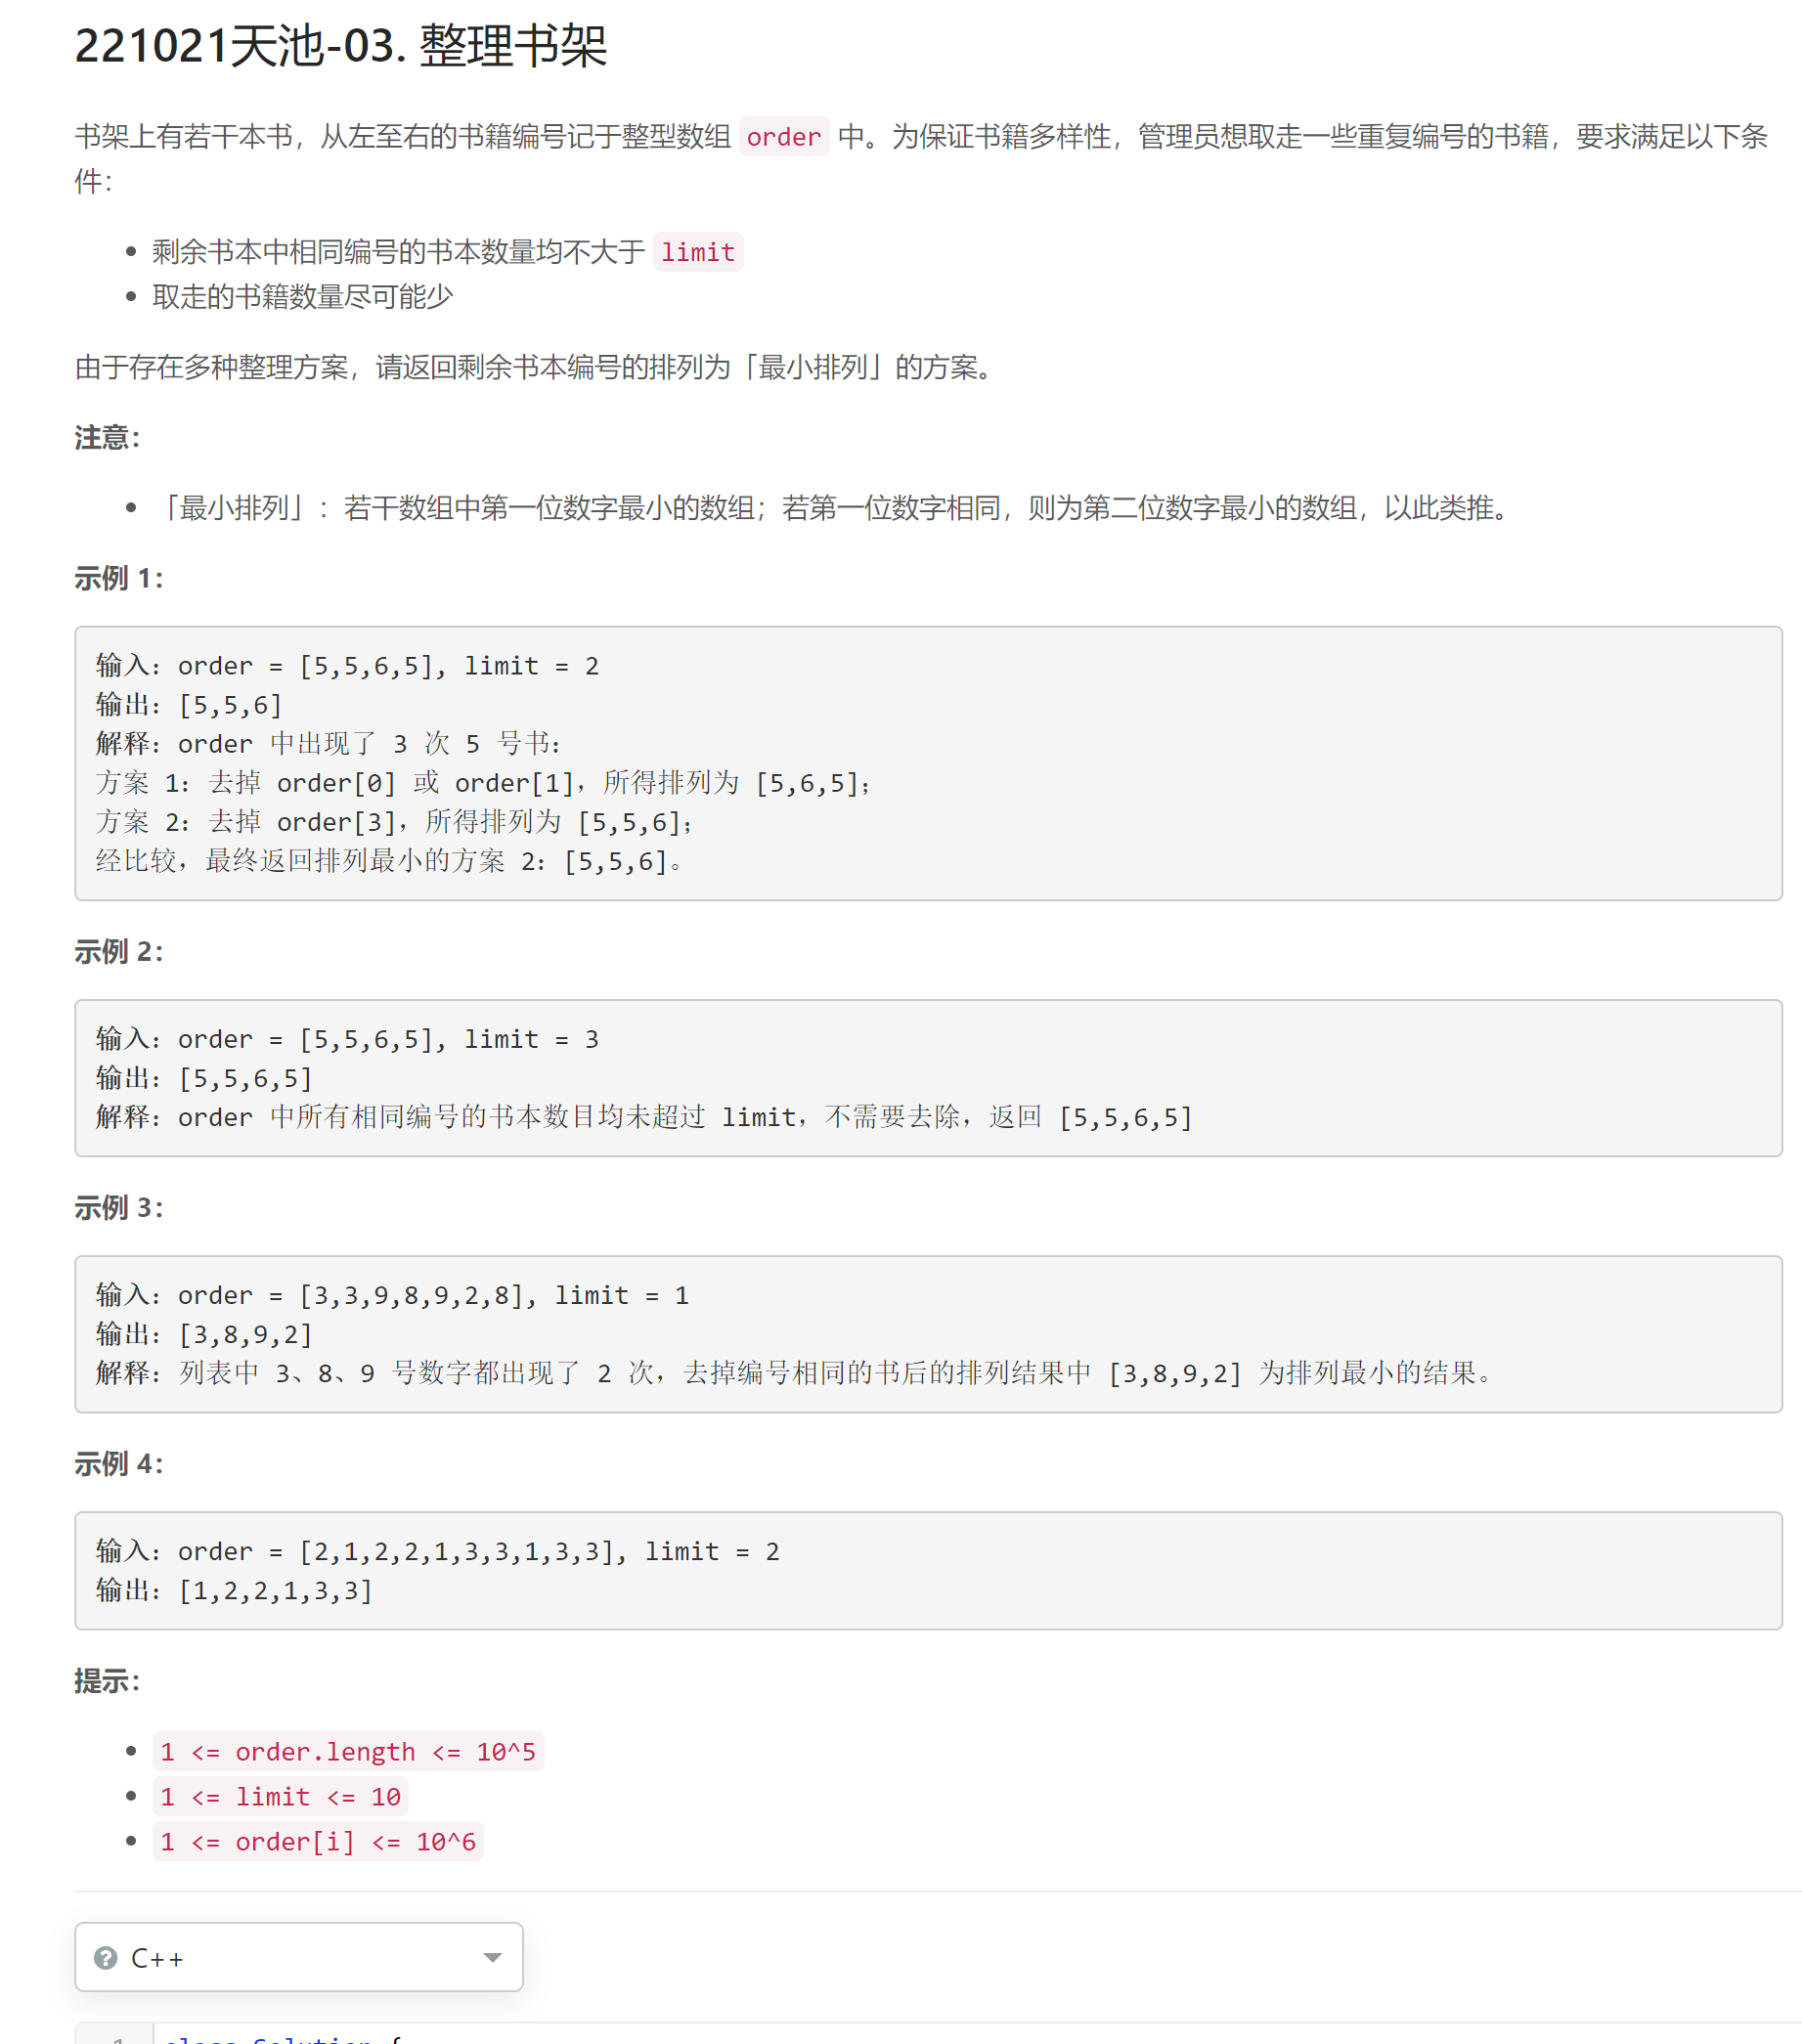 221021天池-03. 整理书架
书架上有若干本书，从左至右的书籍编号记于整型数组 order 中。为保证书籍多样性，管理员想取走一些重复编号的书籍，要求满足以下条
件：
• 剩余书本中相同编号的书本数量均不大于 limit
• 取走的书籍数量尽可能少
由于存在多种整理方案，请返回剩余书本编号的排列为「最小排列」的方案。
注意：
• 「最小排列」：若干数组中第一位数字最小的数组；若第一位数字相同，则为第二位数字最小的数组，以此类推。
示例 1：
输入：order = [5,5,6,5], limit = 2
输出：[5,5,6]
解释：order 中出现了 3 次 5 号书：
方案 1：去掉 order[0] 或 order[1]，所得排列为 [5,6,5]；
方案 2：去掉 order[3]，所得排列为 [5,5,6]；
经比较，最终返回排列最小的方案 2：[5,5,6]。
示例 2：
输入：order = [5,5,6,5], limit = 3
输出：[5,5,6,5]
解释：order 中所有相同编号的书本数目均未超过 limit，不需要去除，返回 [5,5,6,5]
示例 3：
输入：order = [3,3,9,8,9,2,8], limit = 1
输出：[3,8,9,2]
解释：列表中 3、8、9 号数字都出现了 2 次，去掉编号相同的书后的排列结果中 [3,8,9,2] 为排列最小的结果。
示例 4：
输入：order = [2,1,2,2,1,3,3,1,3,3], limit = 2
输出：[1,2,2,1,3,3]
提示：
• 1 <= order.length <= 10^5
• 1 <= limit <= 10
• 1 <= order[i] <= 10^6
? C++
1 class Solution {